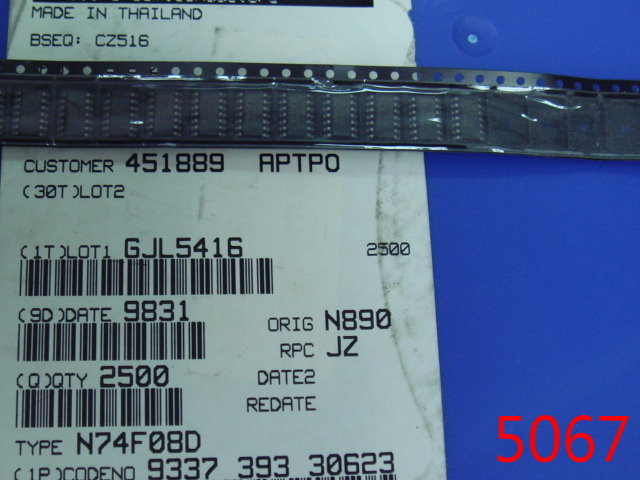 MADE IN THAILAND
BSEQ: CZ516
CUSTOMER 451889 APTPO
(30T)LOT2
(1T)LOT1 GJL5416 2500
(9D)DATE 9831
ORIG N890
RPC JZ
(Q)QTY 2500
DATE2
REDATE
TYPE N74F08D
(1P)CODENO 9337 393 30623
5067